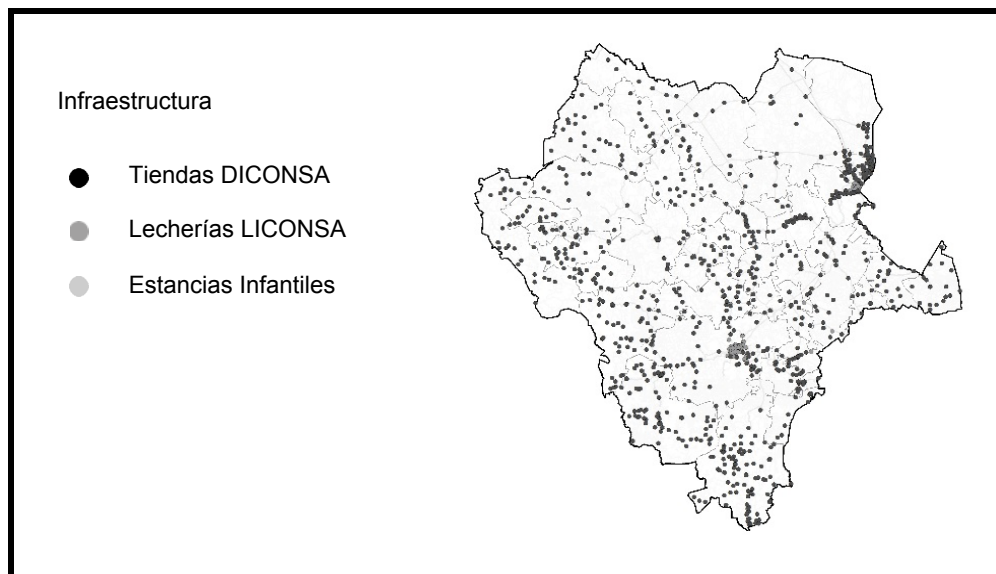 Infraestructura
Tiendas DICONSA
Lecherías LICONSA
Estancias Infantiles